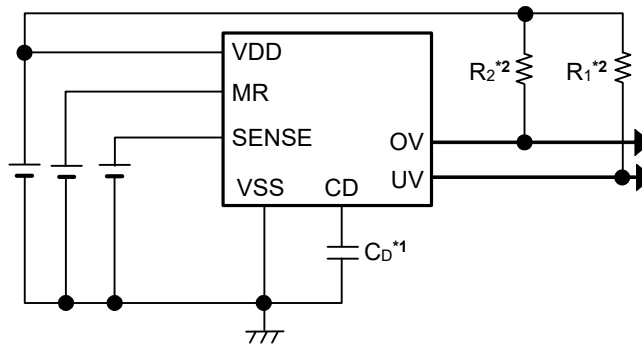 VDD
MR
SENSE
VSS
CD
OV
UV
R2*2
R1*2
CD*1